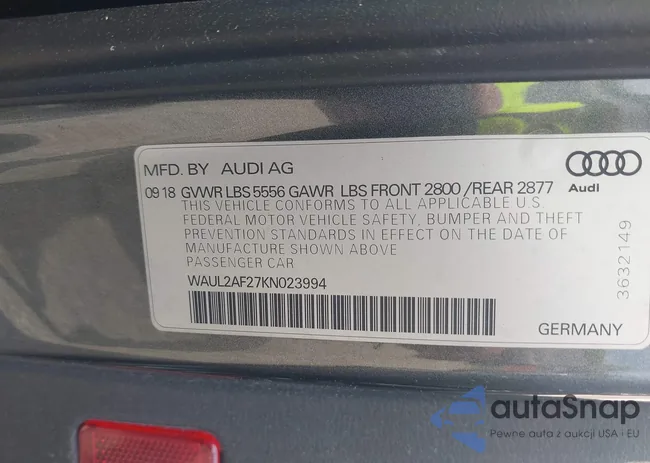 MFD. BY AUDI AG
09 18 GVWR LBS 5556 GAWR LBS FRONT 2800 /REAR 2877
Audi
THIS VEHICLE CONFORMS TO ALL APPLICABLE U.S.
FEDERAL MOTOR VEHICLE SAFETY, BUMPER AND THEFT
PREVENTION STANDARDS IN EFFECT ON THE DATE OF
MANUFACTURE SHOWN ABOVE
PASSENGER CAR
WAUL2AF27KN023994
GERMANY
3632149
autaSnap
Pewne auta z aukcji USA i EU